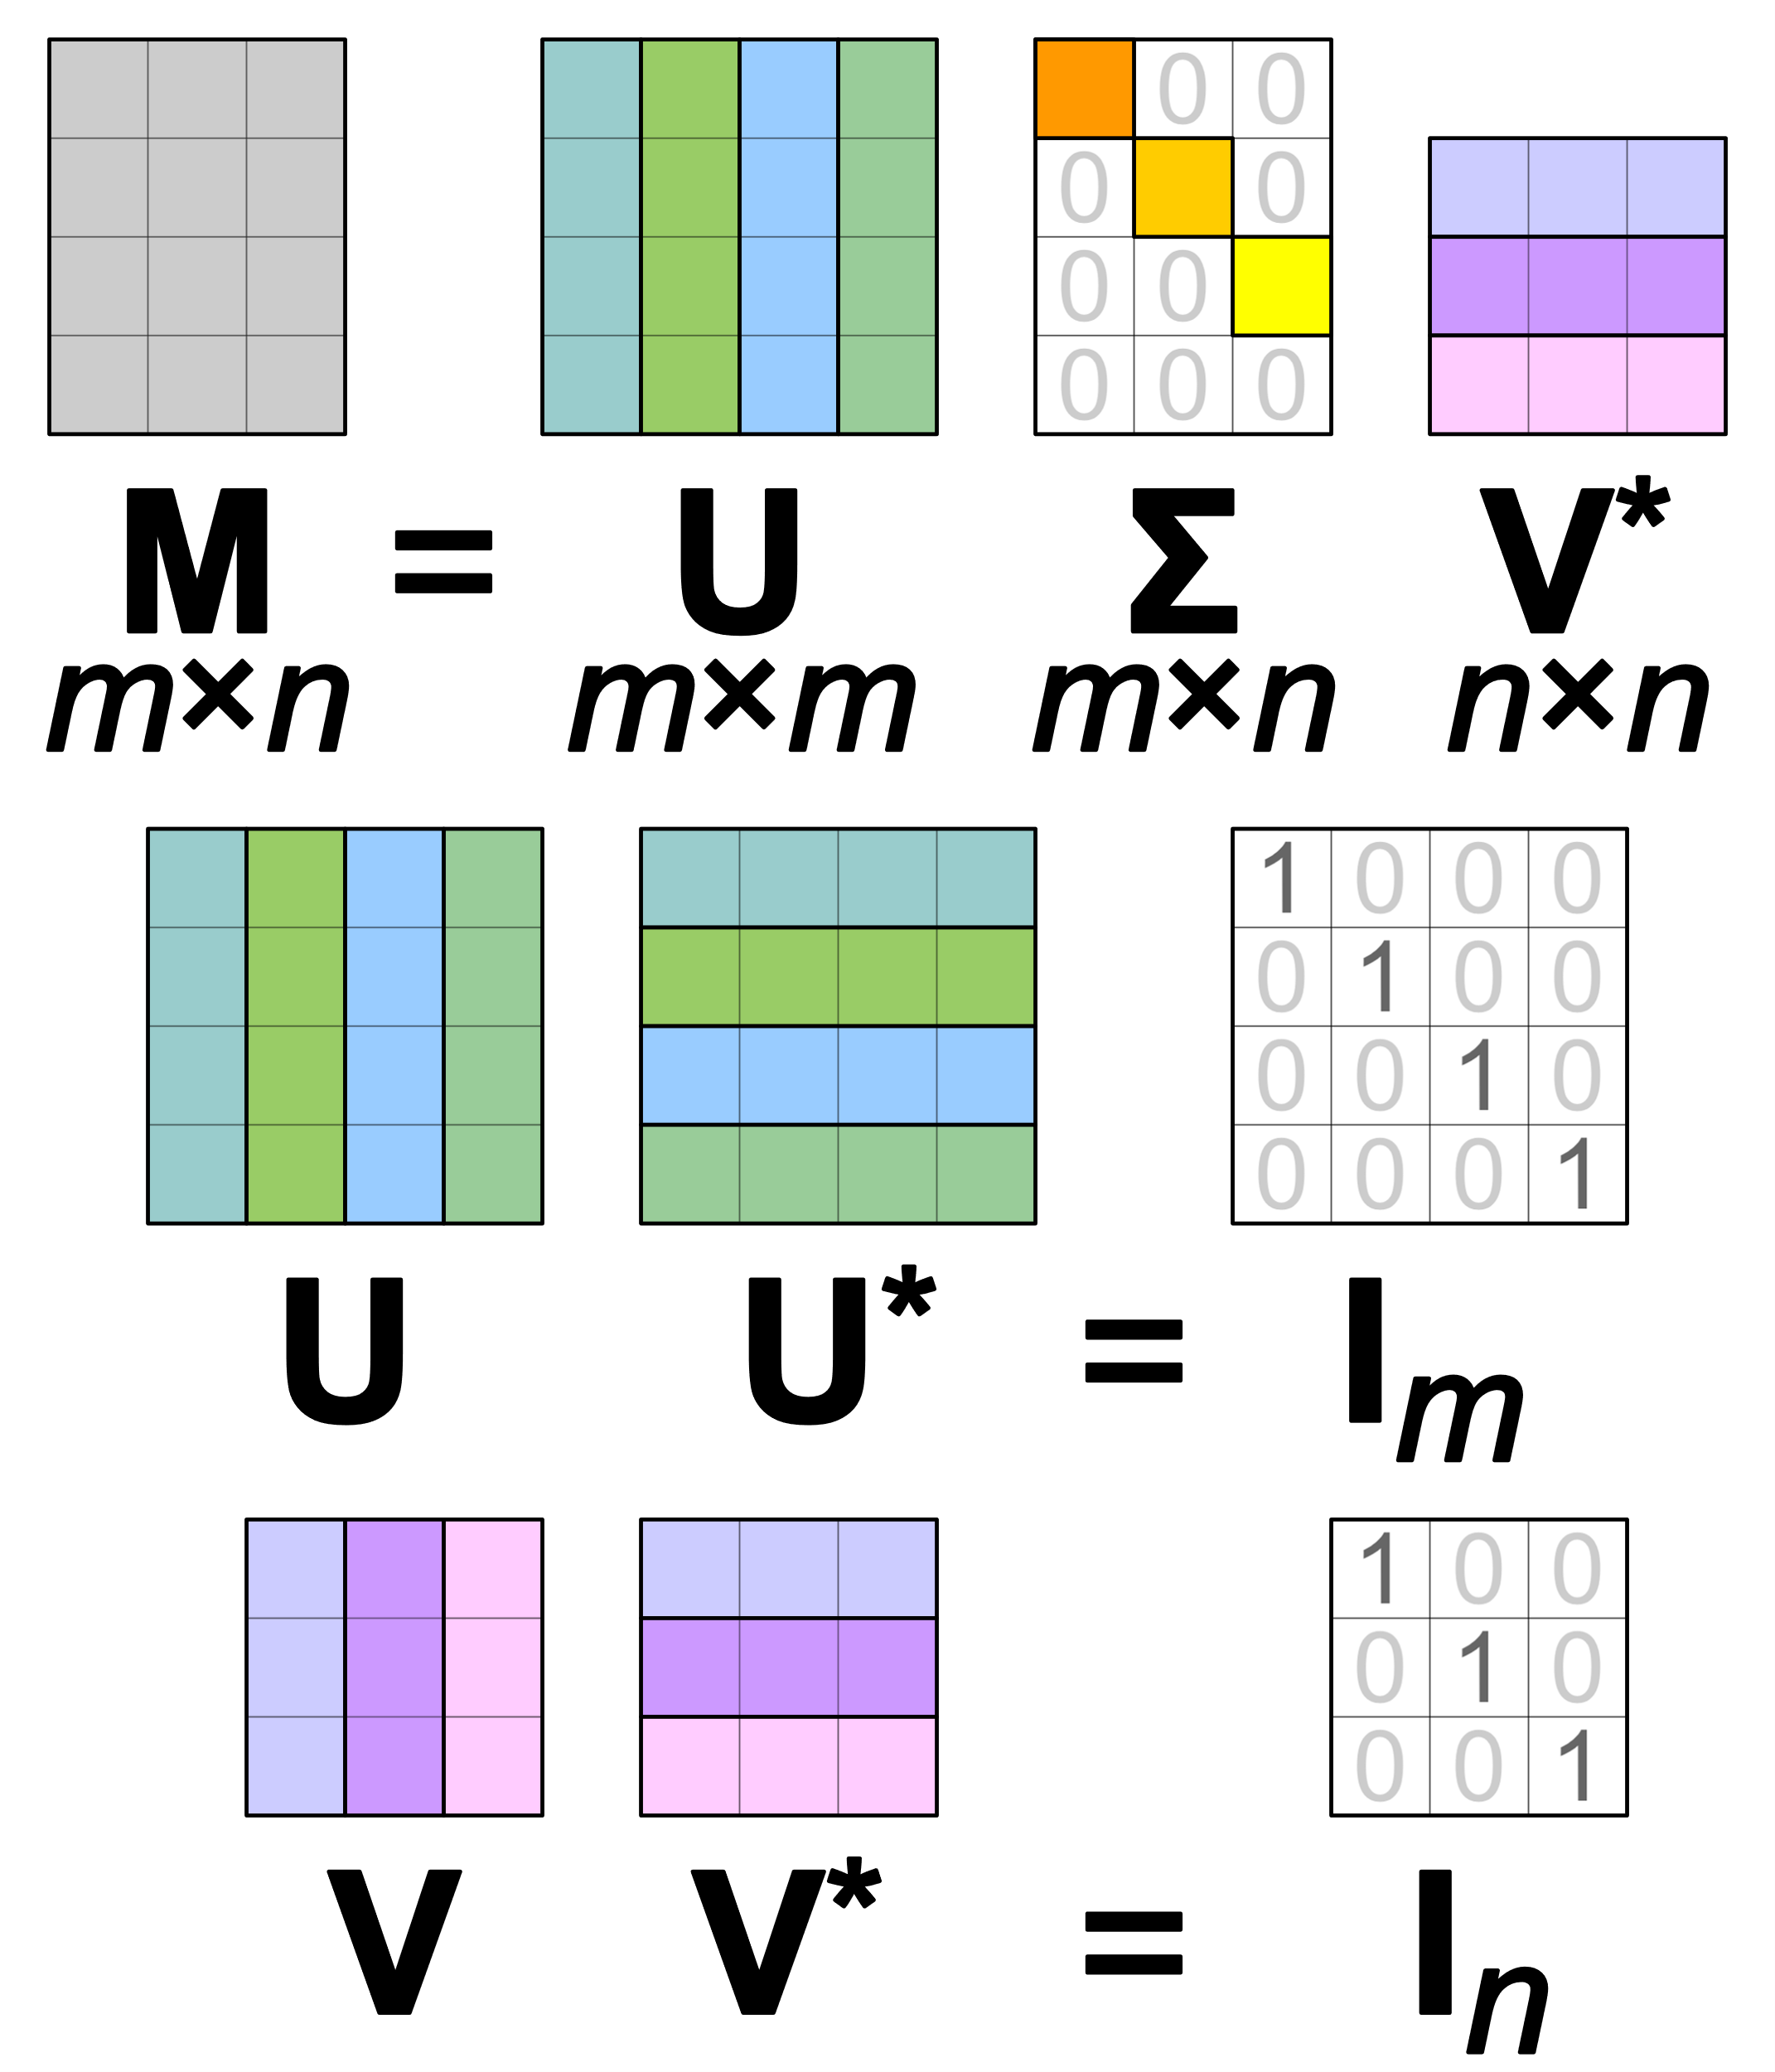 0 0
0 0
0 0
0 0 0
M = U Σ V*
m×n m×m m×n n×n
1 0 0 0
0 1 0 0
0 0 1 0
0 0 0 1
U U* = Im
1 0 0
0 1 0
0 0 1
V V* = In